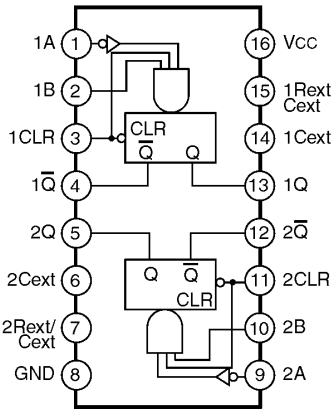 1A 1 16 VCC
1B 2 15 1Rext
Cext
1CLR 3 CLR 14 1Cext
Q̅ Q
1Q̅ 4 13 1Q
2Q 5 12 2Q̅
2Cext 6 Q Q̅ 11 2CLR
CLR
2Rext/
Cext 7 10 2B
GND 8 9 2A